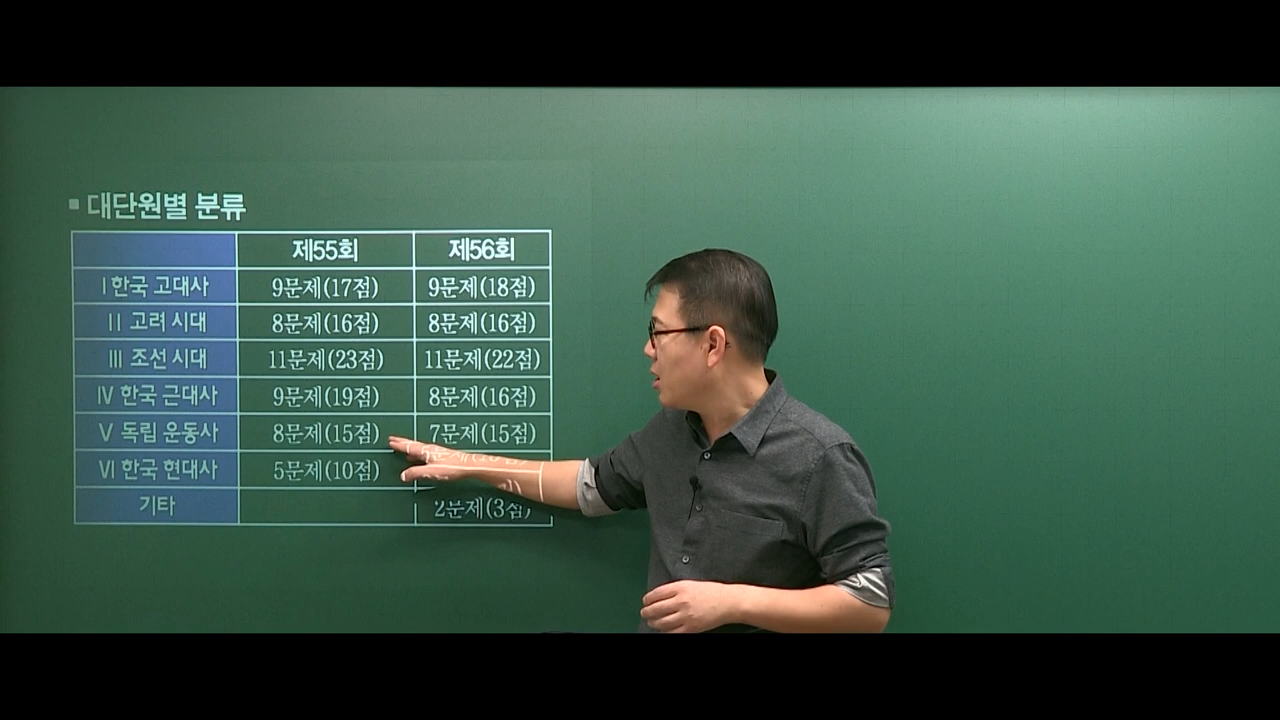 ▪ 대단원별 분류
제55회 제56회
Ⅰ 한국 고대사 9문제(17점) 9문제(18점)
Ⅱ 고려 시대 8문제(16점) 8문제(16점)
Ⅲ 조선 시대 11문제(23점) 11문제(22점)
Ⅳ 한국 근대사 9문제(19점) 8문제(16점)
Ⅴ 독립 운동사 8문제(15점) 7문제(15점)
Ⅵ 한국 현대사 5문제(10점)
기타 2문제(3점)